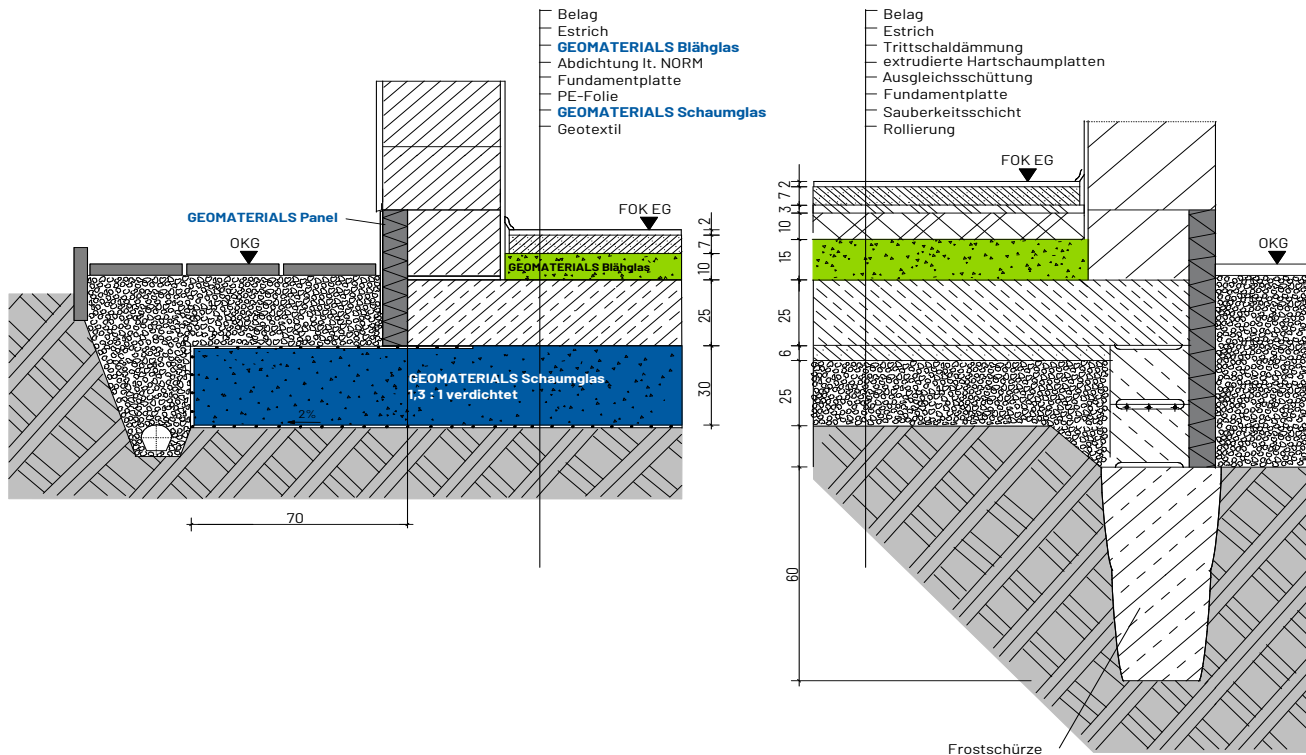 Belag
Estrich
GEOMATERIALS Blähglas
Abdichtung lt. NORM
Fundamentplatte
PE-Folie
GEOMATERIALS Schaumglas
Geotextil
GEOMATERIALS Panel
OKG
FOK EG
2
7
10
25
30
GEOMATERIALS Blähglas
GEOMATERIALS Schaumglas
1,3 : 1 verdichtet
2%
70
Belag
Estrich
Trittschaldämmung
extrudierte Hartschaumplatten
Ausgleichsschüttung
Fundamentplatte
Sauberkeitsschicht
Rollierung
FOK EG
OKG
2
7
3
10
15
25
6
25
60
Frostschürze